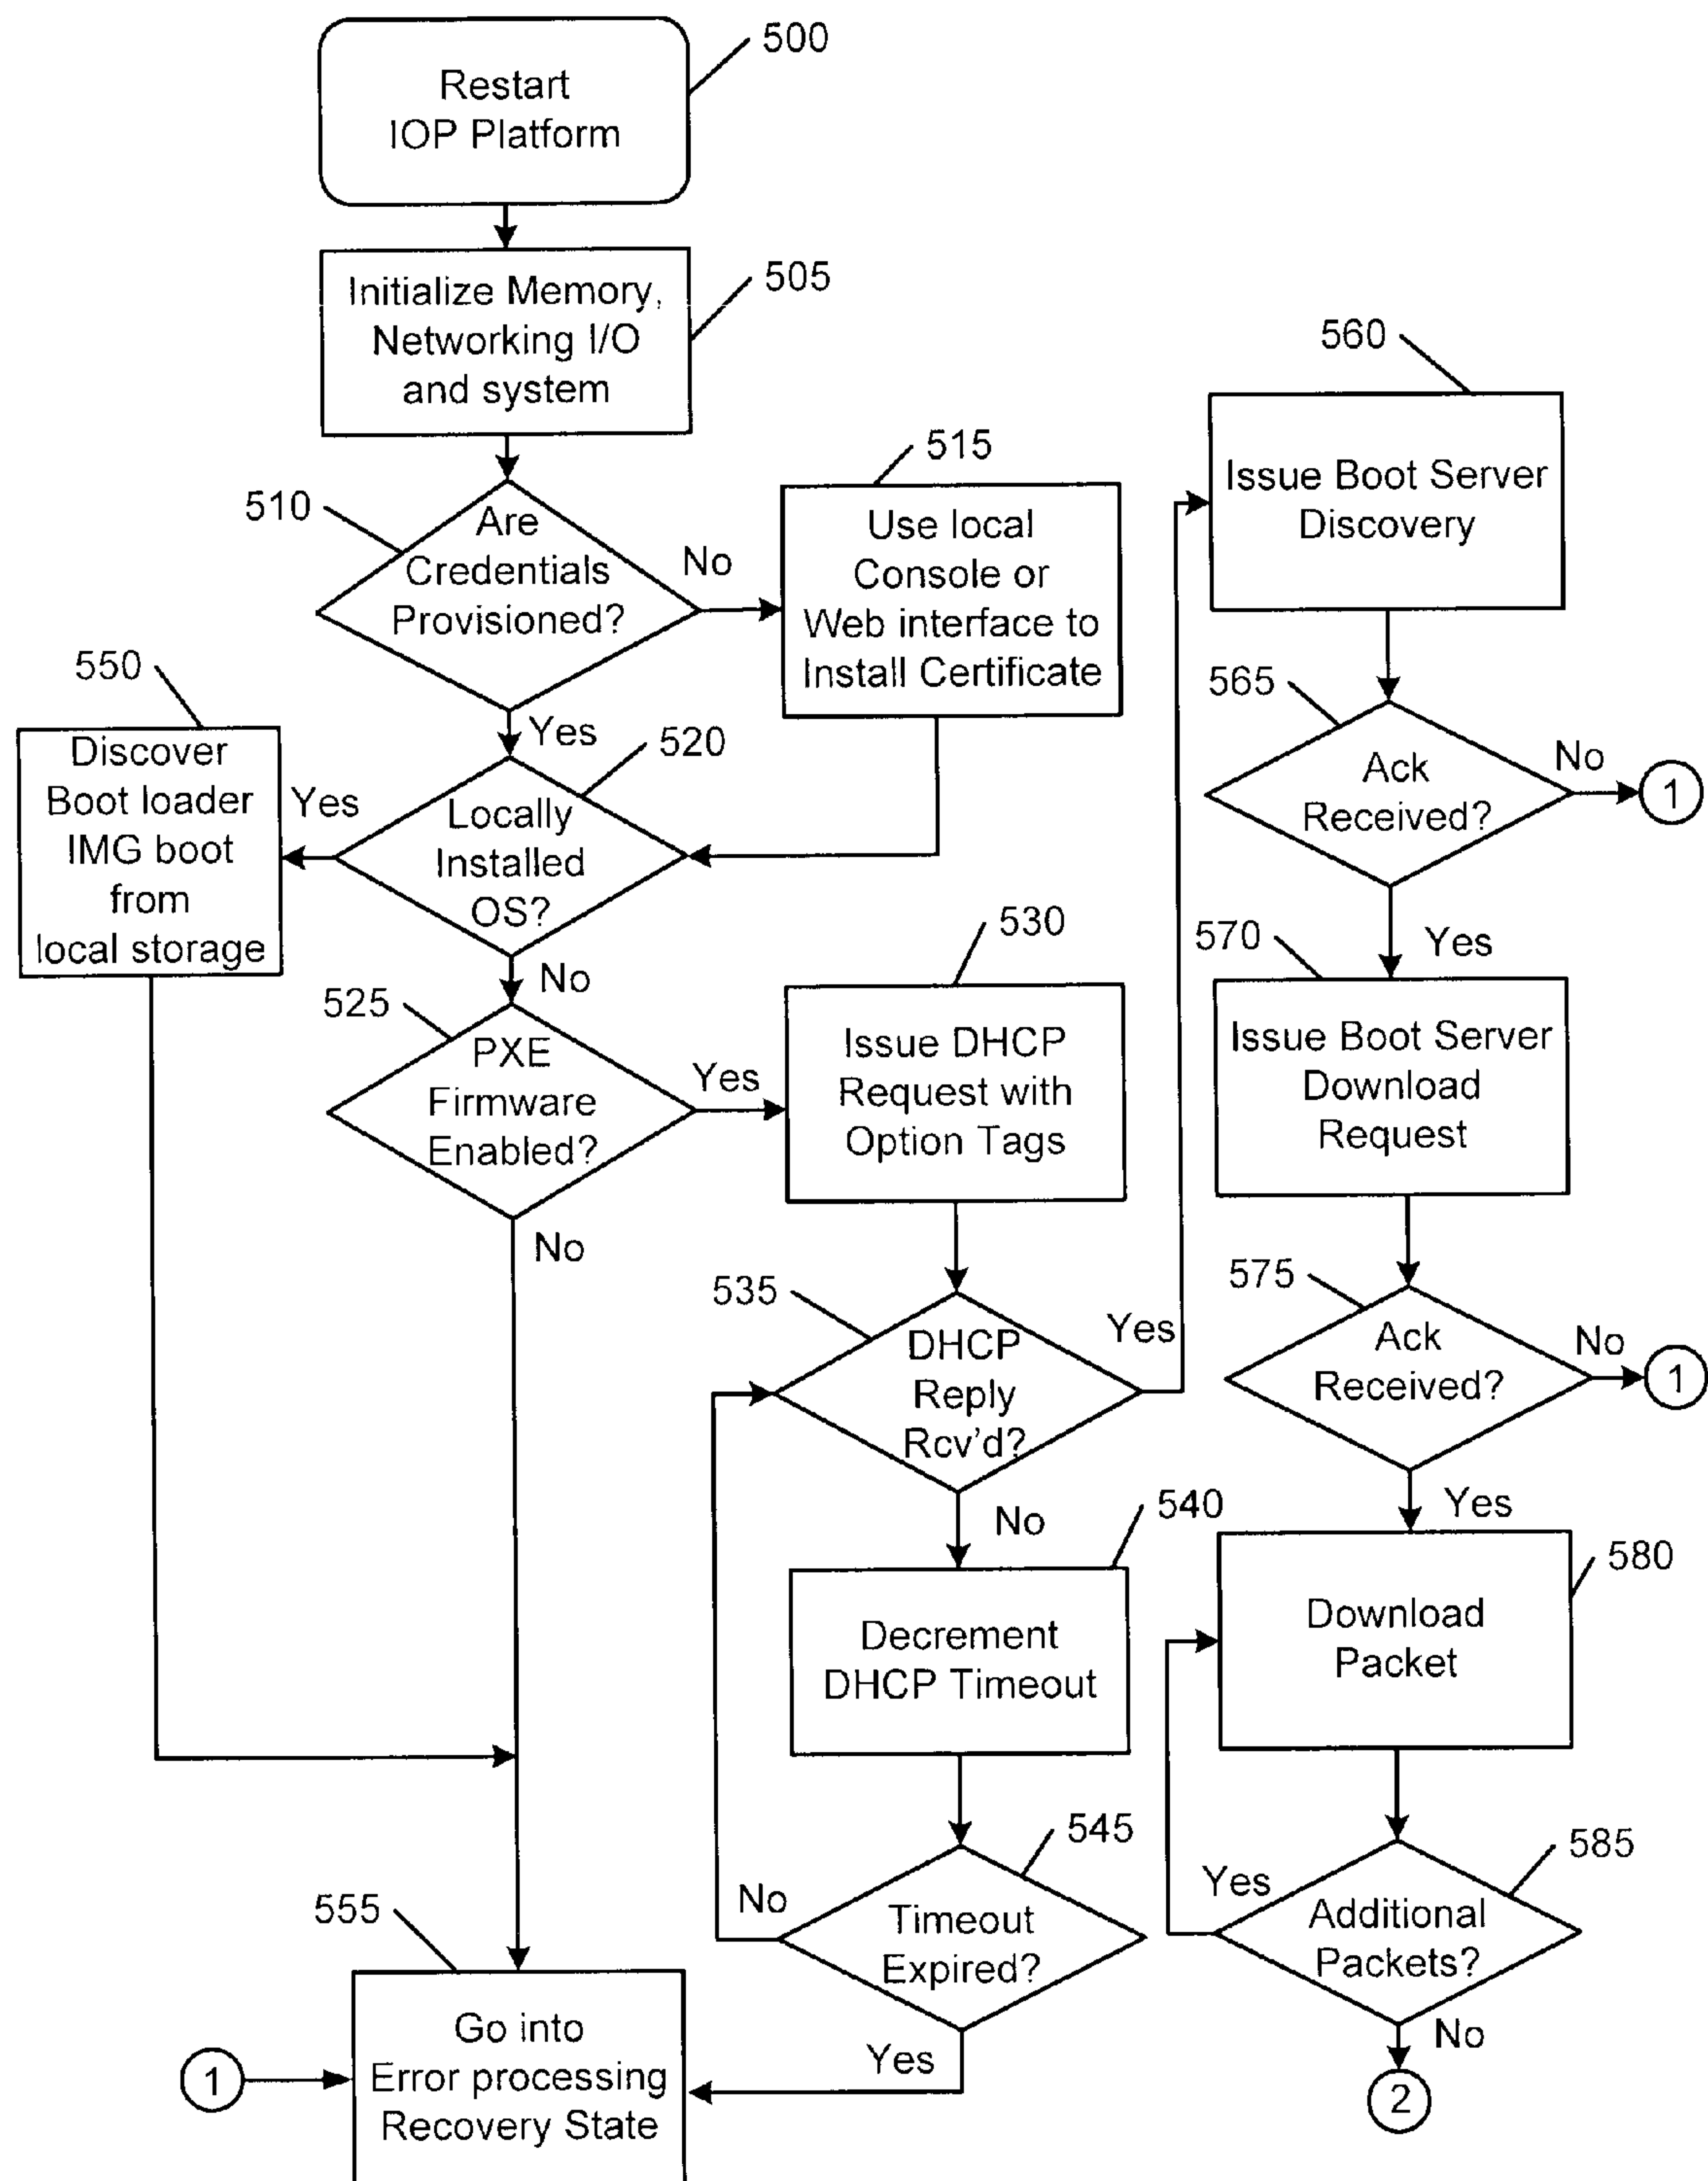 500
Restart
IOP Platform
505
Initialize Memory,
Networking I/O
and system
510
Are
Credentials
Provisioned?
No
515
Use local
Console or
Web interface to
Install Certificate
Yes
520
Locally
Installed
OS?
Yes
550
Discover
Boot loader
IMG boot
from
local storage
No
525
PXE
Firmware
Enabled?
Yes
No
530
Issue DHCP
Request with
Option Tags
535
DHCP
Reply
Rcv'd?
Yes
No
540
Decrement
DHCP Timeout
545
Timeout
Expired?
No
Yes
555
Go into
Error processing
Recovery State
1
560
Issue Boot Server
Discovery
565
Ack
Received?
No
1
Yes
570
Issue Boot Server
Download
Request
575
Ack
Received?
No
1
Yes
580
Download
Packet
585
Additional
Packets?
Yes
No
2